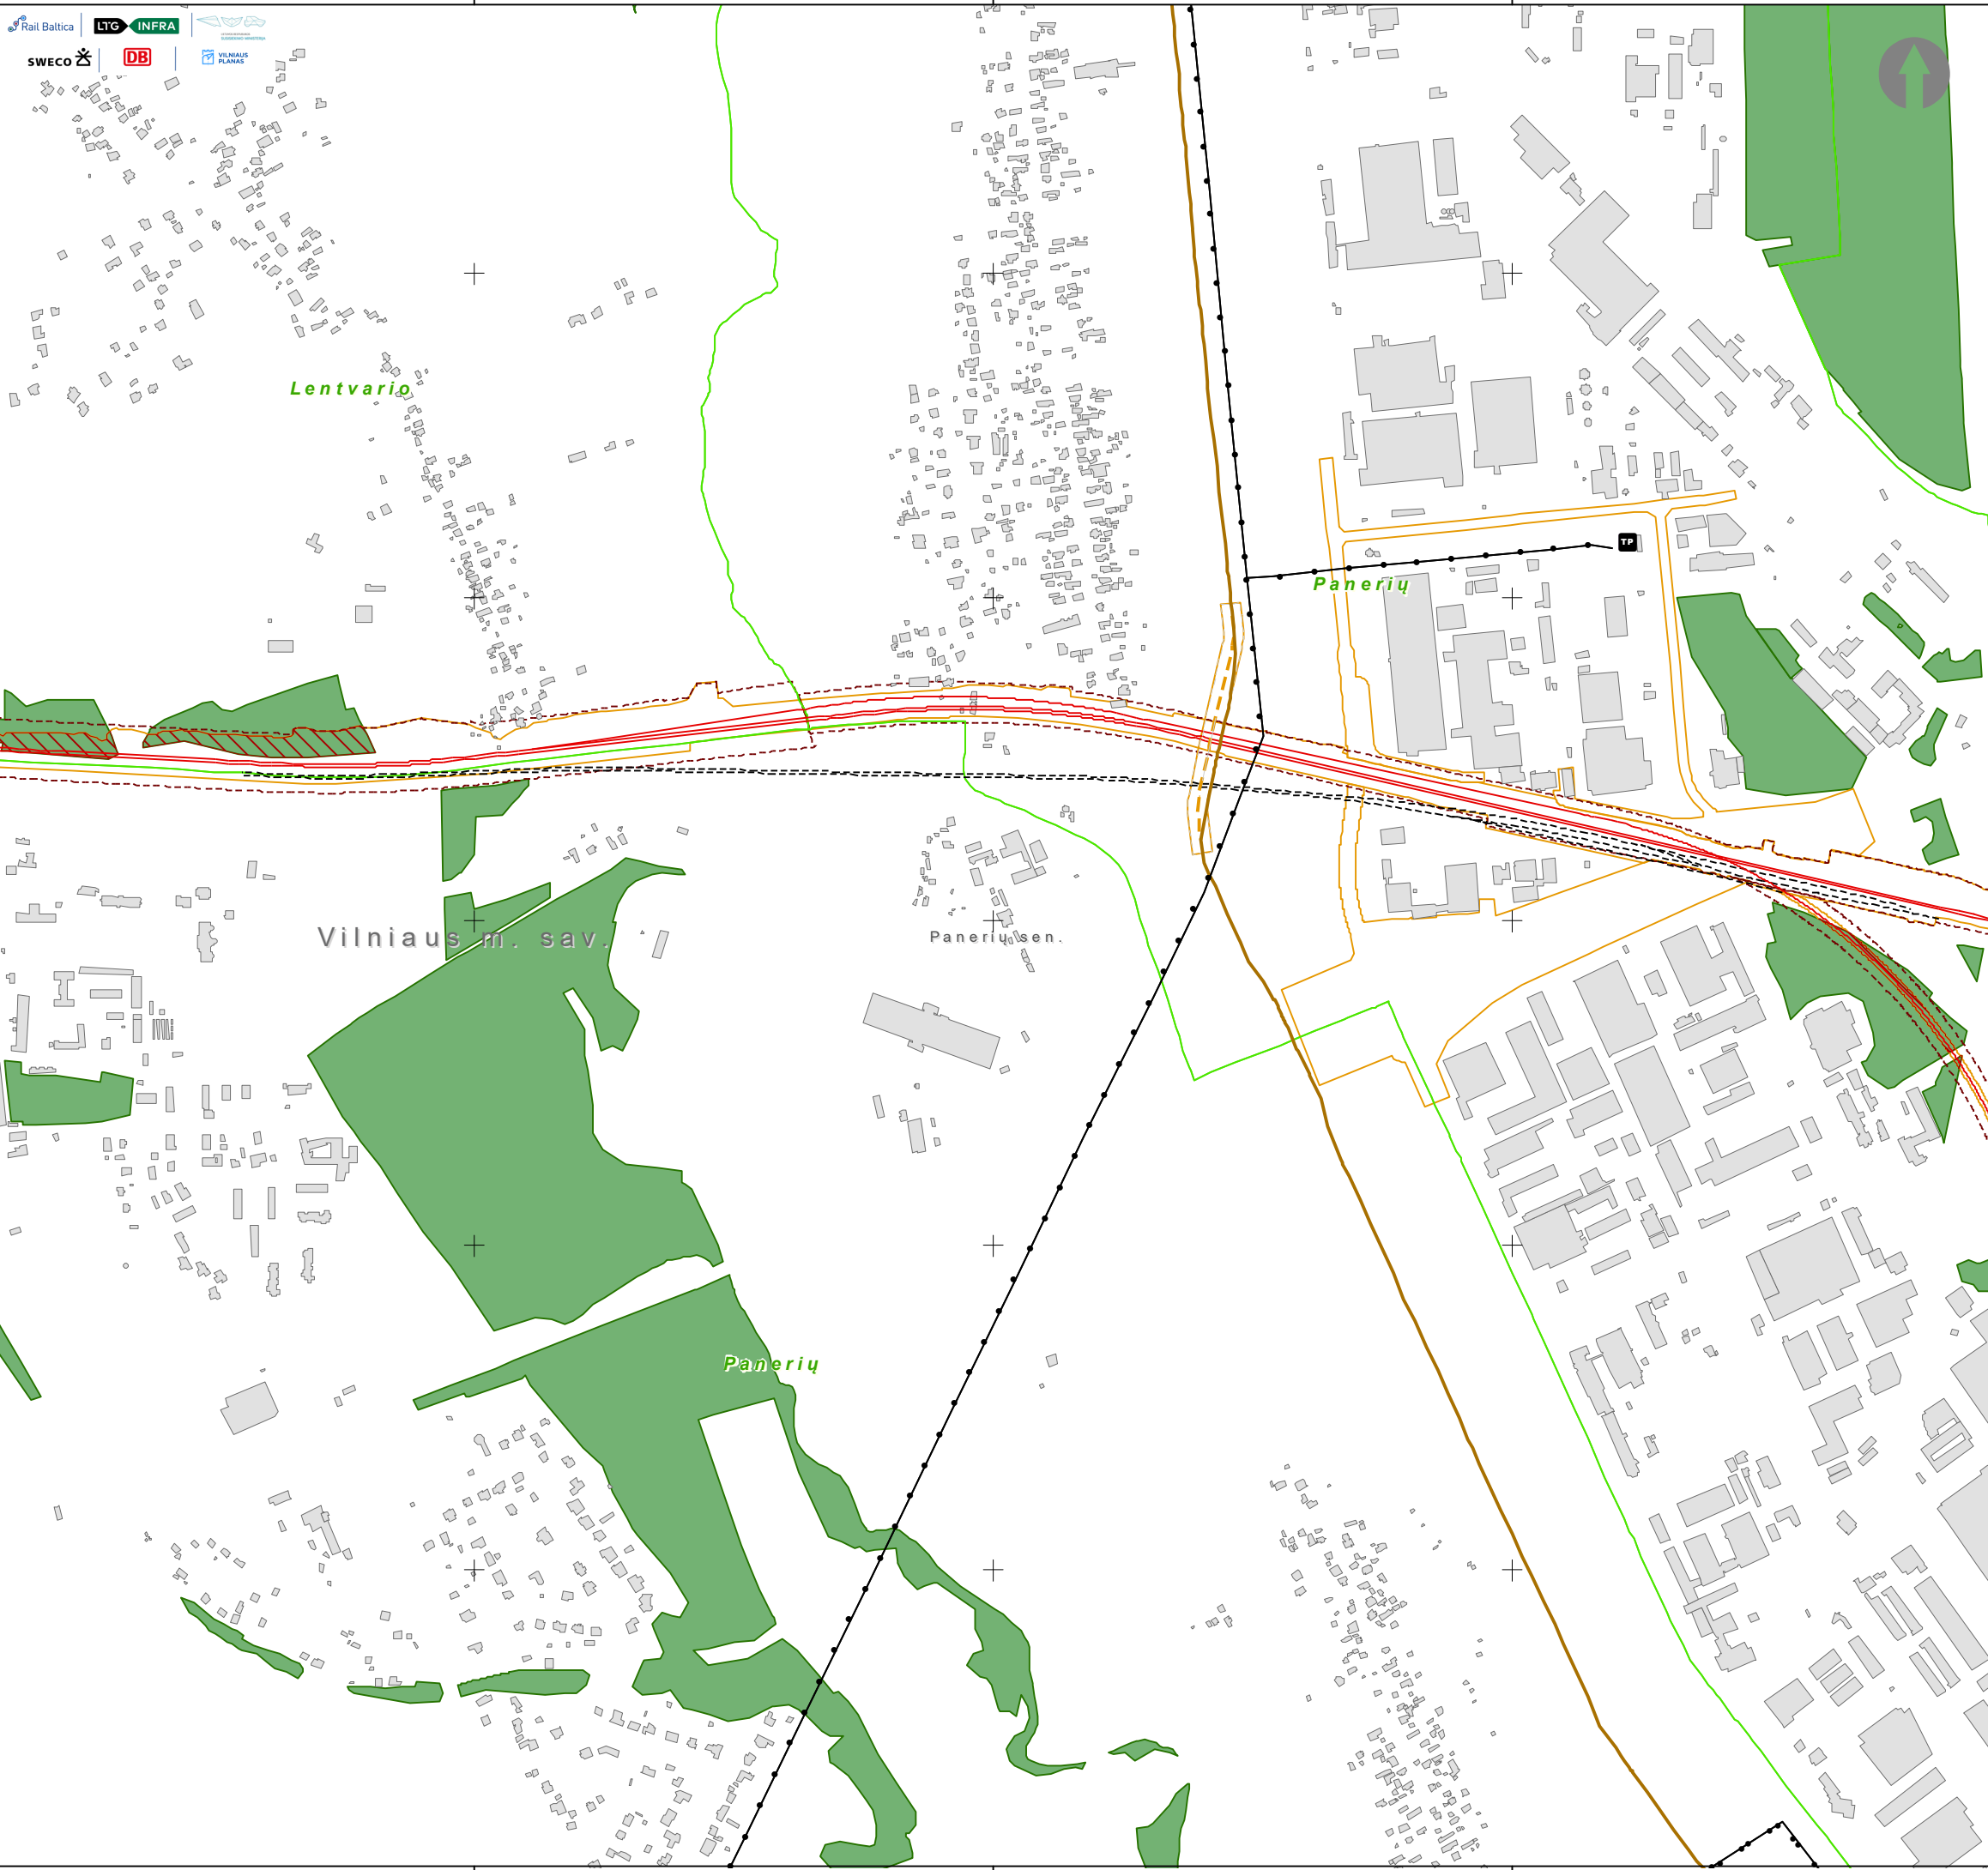 Rail Baltica
LTG INFRA
SWECO
DB
VILNIAUS
PLANAS
Lentvario
TP
Panerių
Vilniaus m. sav.
Panerių sen.
Panerių